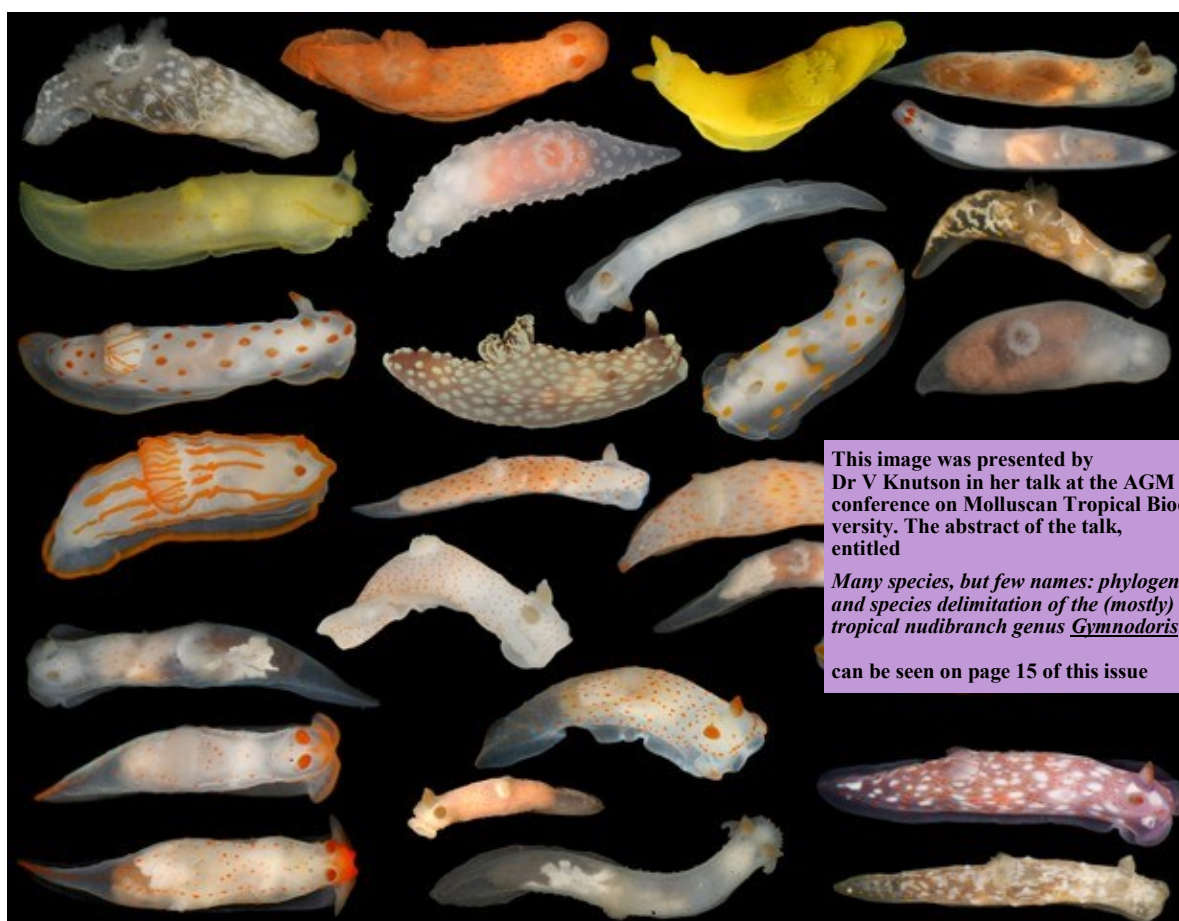 This image was presented by
Dr V Knutson in her talk at the AGM
conference on Molluscan Tropical Biod
versity. The abstract of the talk,
entitled
Many species, but few names: phylogen
and species delimitation of the (mostly)
tropical nudibranch genus Gymnodoris
can be seen on page 15 of this issue